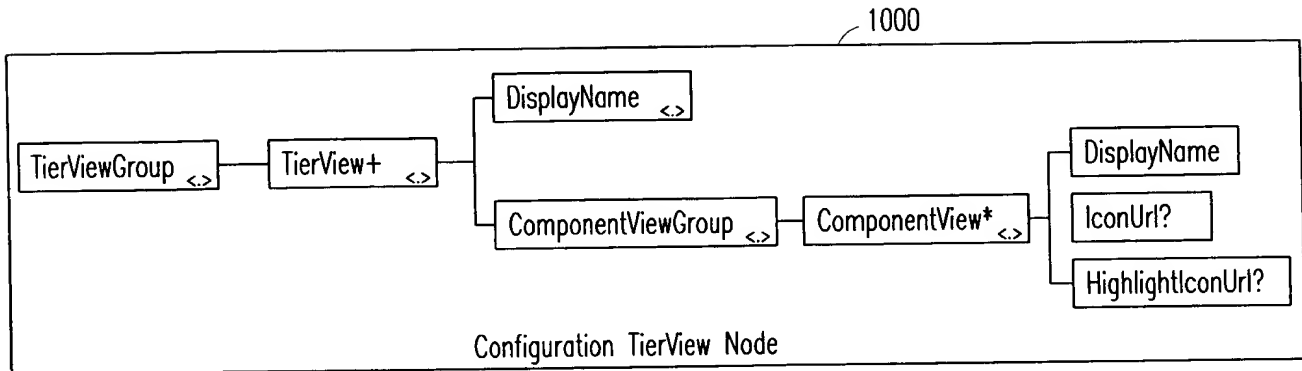 1000
DisplayName <.>
TierViewGroup <.>
TierView+ <.>
ComponentViewGroup <.>
ComponentView* <.>
DisplayName
IconUrl?
HighlightIconUrl?
Configuration TierView Node